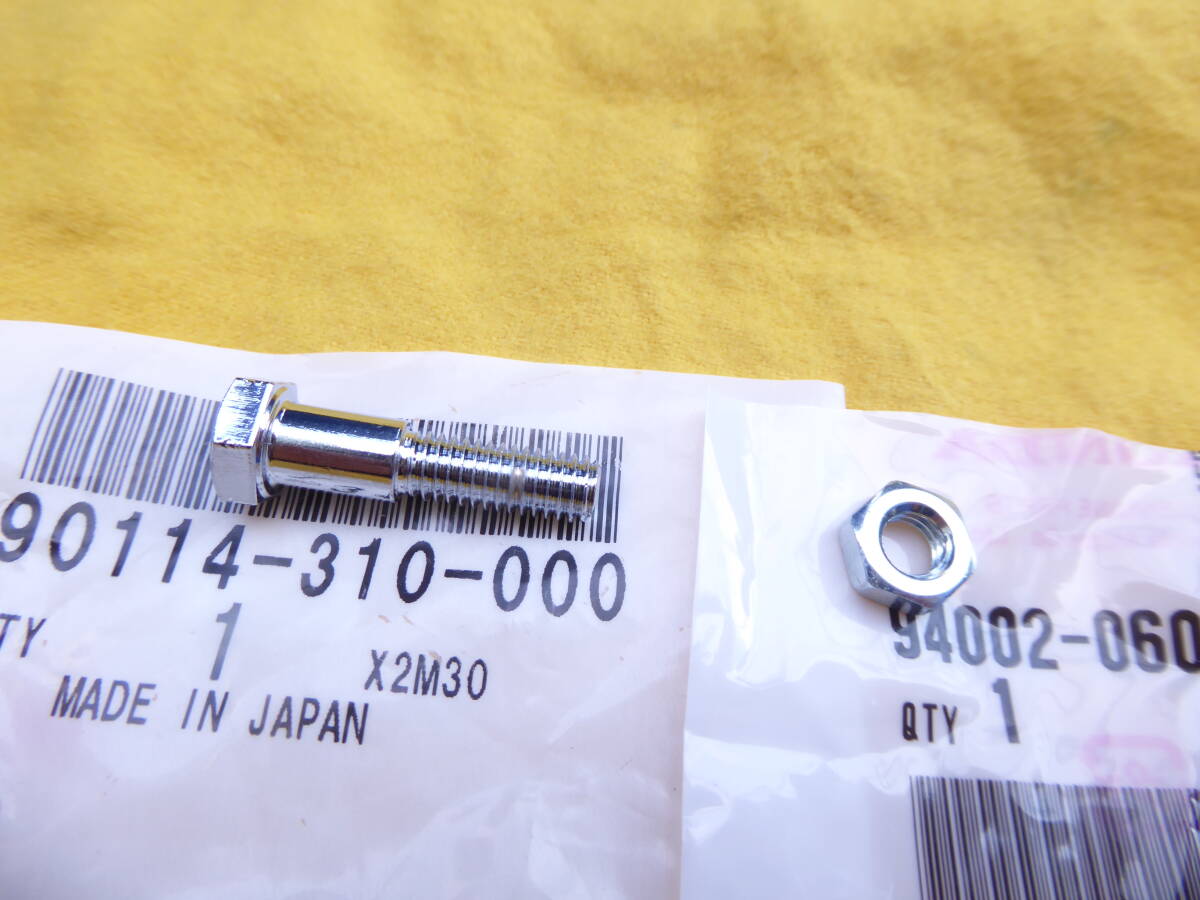 90114-310-000
TY 1 X2M30
MADE IN JAPAN
94002-060
QTY 1